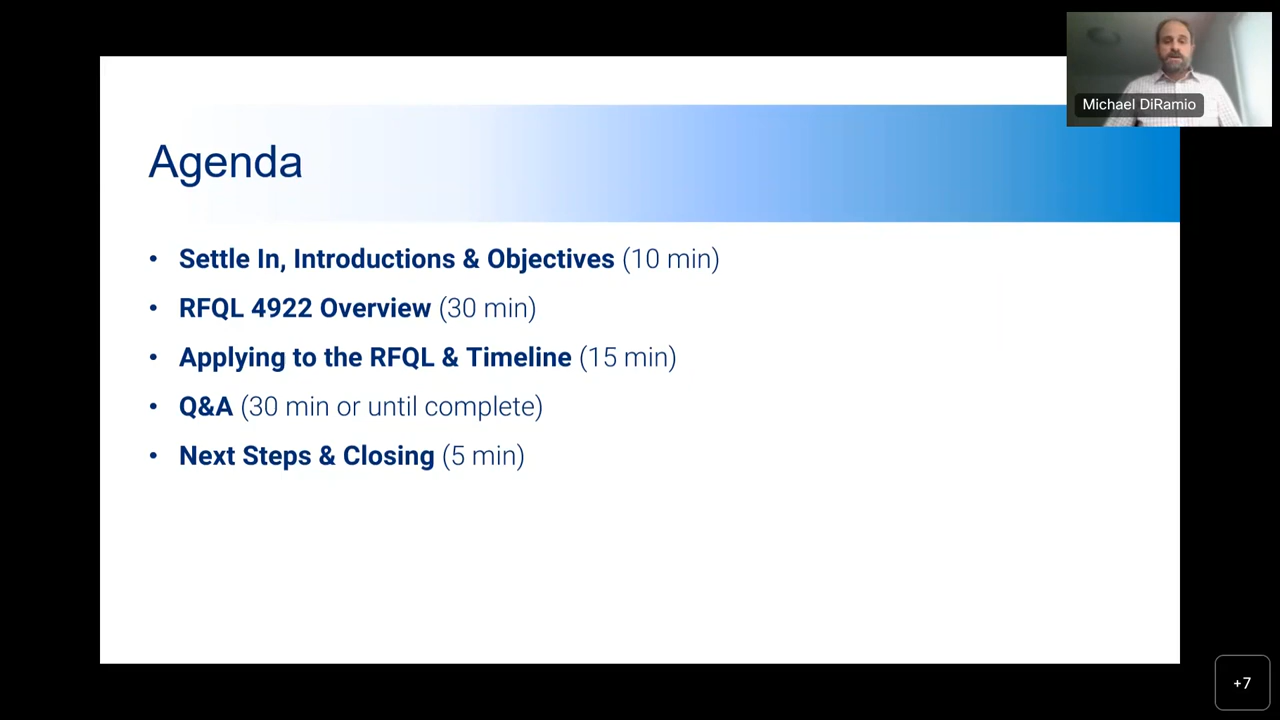 Michael DiRamio
Agenda
• Settle In, Introductions & Objectives (10 min)
• RFQL 4922 Overview (30 min)
• Applying to the RFQL & Timeline (15 min)
• Q&A (30 min or until complete)
• Next Steps & Closing (5 min)
+7